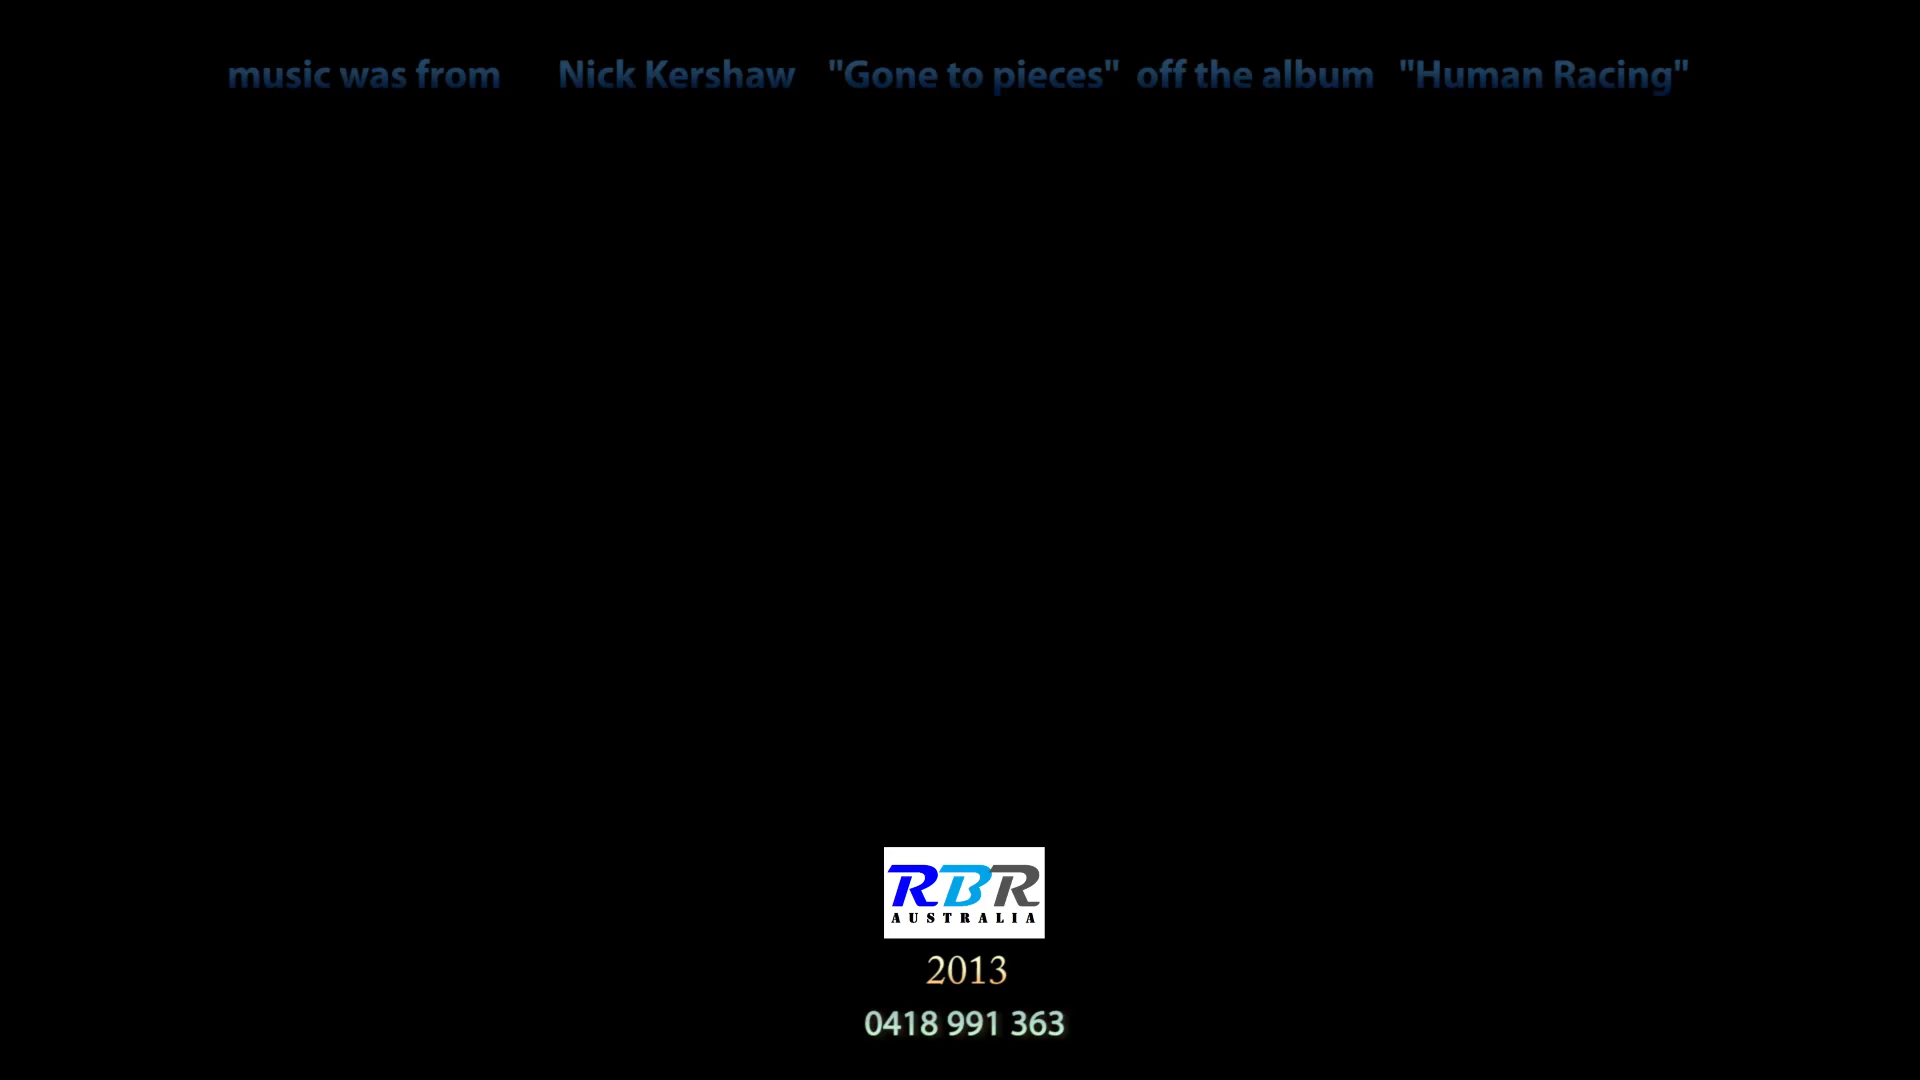 music was from Nick Kershaw "Gone to pieces" off the album "Human Racing"
RBR
AUSTRALIA
2013
0418 991 363